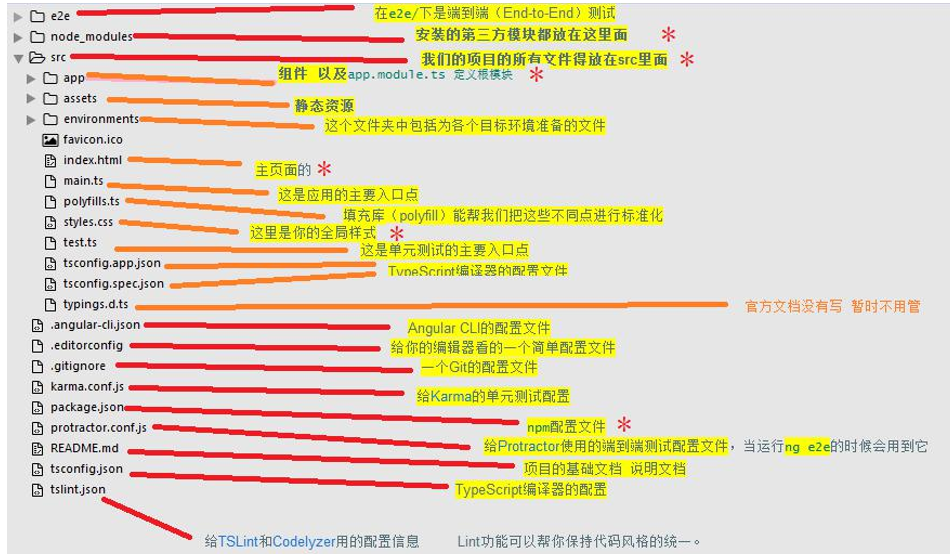 e2e 在e2e/下是端到端（End-to-End）测试
node_modules 安装的第三方模块都放在这里面 *
src 我们的项目的所有文件得放在src里面 *
app 组件 以及app.module.ts 定义根模块 *
assets 静态资源
environments 这个文件夹中包括为各个目标环境准备的文件
favicon.ico
index.html 主页面的 *
main.ts 这是应用的主要入口点
polyfills.ts 填充库（polyfill）能帮我们把这些不同点进行标准化
styles.css 这里是你的全局样式 *
test.ts 这是单元测试的主要入口点
tsconfig.app.json TypeScript编译器的配置文件
tsconfig.spec.json
typings.d.ts 官方文档没有写 暂时不用管
.angular-cli.json Angular CLI的配置文件
.editorconfig 给你的编辑器看的一个简单配置文件
.gitignore 一个Git的配置文件
karma.conf.js 给Karma的单元测试配置
package.json npm配置文件 *
protractor.conf.js 给Protractor使用的端到端测试配置文件，当运行ng e2e的时候会用到它
README.md 项目的基础文档 说明文档
tsconfig.json TypeScript编译器的配置
tslint.json
给TSLint和Codelyzer用的配置信息 Lint功能可以帮你保持代码风格的统一。